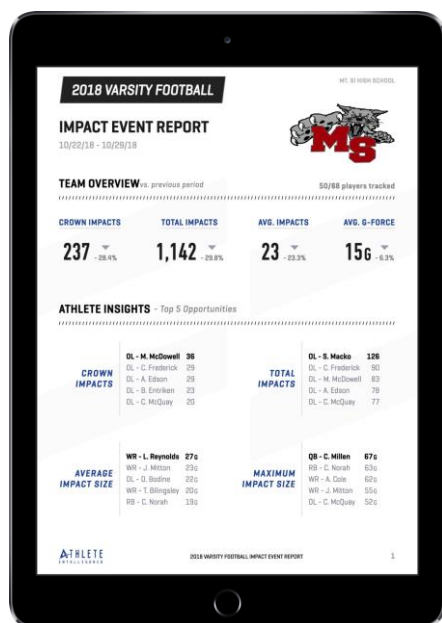 2018 VARSITY FOOTBALL
MT. SI HIGH SCHOOL
IMPACT EVENT REPORT
10/22/18 - 10/29/18
MS
TEAM OVERVIEW vs. previous period
50/68 players tracked
CROWN IMPACTS TOTAL IMPACTS AVG. IMPACTS AVG. G-FORCE
237 -28.4% 1,142 -29.8% 23 -23.3% 15G -6.3%
ATHLETE INSIGHTS - Top 5 Opportunities
CROWN IMPACTS
OL - M. McDowell 36
OL - C. Frederick 29
OL - A. Edson 29
DL - B. Entriken 23
OL - C. McQuay 20
TOTAL IMPACTS
OL - S. Macko 126
OL - C. Frederick 90
OL - M. McDowell 83
OL - A. Edson 78
OL - C. McQuay 77
AVERAGE IMPACT SIZE
WR - L. Reynolds 27G
WR - J. Mitton 23G
OL - D. Bodine 22G
WR - T. Bilingsley 20G
RB - C. Norah 19G
MAXIMUM IMPACT SIZE
QB - C. Millen 67G
RB - C. Norah 63G
WR - A. Cole 62G
WR - J. Mitton 55G
OL - C. McQuay 52G
ATHLETE
INTELLIGENCE
2018 VARSITY FOOTBALL IMPACT EVENT REPORT
1